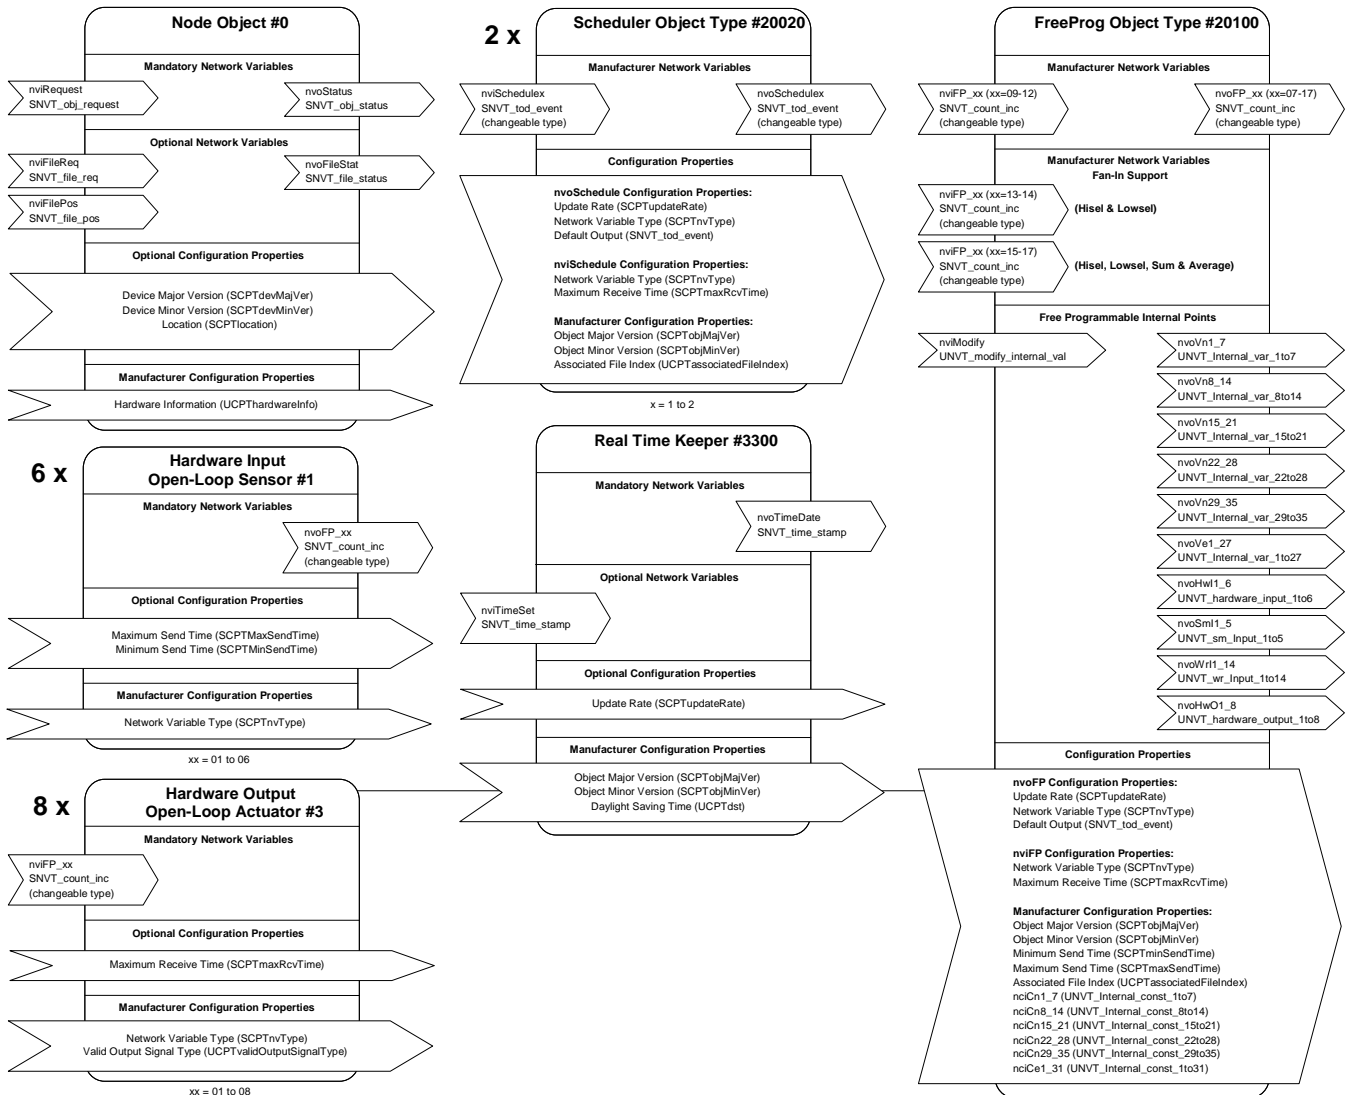 Node Object #0
Mandatory Network Variables
nviRequest
SNVT_obj_request
nvoStatus
SNVT_obj_status
Optional Network Variables
nviFileReq
SNVT_file_req
nvoFileStat
SNVT_file_status
nviFilePos
SNVT_file_pos
Optional Configuration Properties
Device Major Version (SCPTdevMajVer)
Device Minor Version (SCPTdevMinVer)
Location (SCPTlocation)
Manufacturer Configuration Properties
Hardware Information (UCPThardwareInfo)
6 x
Hardware Input
Open-Loop Sensor #1
Mandatory Network Variables
nvoFP_xx
SNVT_count_inc
(changeable type)
Optional Configuration Properties
Maximum Send Time (SCPTMaxSendTime)
Minimum Send Time (SCPTMinSendTime)
Manufacturer Configuration Properties
Network Variable Type (SCPTnvType)
xx = 01 to 06
8 x
Hardware Output
Open-Loop Actuator #3
Mandatory Network Variables
nviFP_xx
SNVT_count_inc
(changeable type)
Optional Configuration Properties
Maximum Receive Time (SCPTmaxRcvTime)
Manufacturer Configuration Properties
Network Variable Type (SCPTnvType)
Valid Output Signal Type (UCPTvalidOutputSignalType)
xx = 01 to 08
2 x
Scheduler Object Type #20020
Manufacturer Network Variables
nviSchedulex
SNVT_tod_event
(changeable type)
nvoSchedulex
SNVT_tod_event
(changeable type)
Configuration Properties
nvoSchedule Configuration Properties:
Update Rate (SCPTupdateRate)
Network Variable Type (SCPTnvType)
Default Output (SNVT_tod_event)
nviSchedule Configuration Properties:
Network Variable Type (SCPTnvType)
Maximum Receive Time (SCPTmaxRcvTime)
Manufacturer Configuration Properties:
Object Major Version (SCPTobjMajVer)
Object Minor Version (SCPTobjMinVer)
Associated File Index (UCPTassociatedFileIndex)
x = 1 to 2
Real Time Keeper #3300
Mandatory Network Variables
nvoTimeDate
SNVT_time_stamp
Optional Network Variables
nviTimeSet
SNVT_time_stamp
Optional Configuration Properties
Update Rate (SCPTupdateRate)
Manufacturer Configuration Properties
Object Major Version (SCPTobjMajVer)
Object Minor Version (SCPTobjMinVer)
Daylight Saving Time (UCPTdst)
FreeProg Object Type #20100
Manufacturer Network Variables
nviFP_xx (xx=09-12)
SNVT_count_inc
(changeable type)
nvoFP_xx (xx=07-17)
SNVT_count_inc
(changeable type)
Manufacturer Network Variables
Fan-In Support
nviFP_xx (xx=13-14)
SNVT_count_inc
(changeable type)
(Hisel & Lowsel)
nviFP_xx (xx=15-17)
SNVT_count_inc
(changeable type)
(Hisel, Lowsel, Sum & Average)
Free Programmable Internal Points
nviModify
UNVT_modify_internal_val
nvoVn1_7
UNVT_Internal_var_1to7
nvoVn8_14
UNVT_Internal_var_8to14
nvoVn15_21
UNVT_Internal_var_15to21
nvoVn22_28
UNVT_Internal_var_22to28
nvoVn29_35
UNVT_Internal_var_29to35
nvoVe1_27
UNVT_Internal_var_1to27
nvoHwI1_6
UNVT_hardware_input_1to6
nvoSmI1_5
UNVT_sm_Input_1to5
nvoWrI1_14
UNVT_wr_Input_1to14
nvoHwO1_8
UNVT_hardware_output_1to8
Configuration Properties
nvoFP Configuration Properties:
Update Rate (SCPTupdateRate)
Network Variable Type (SCPTnvType)
Default Output (SNVT_tod_event)
nviFP Configuration Properties:
Network Variable Type (SCPTnvType)
Maximum Receive Time (SCPTmaxRcvTime)
Manufacturer Configuration Properties:
Object Major Version (SCPTobjMajVer)
Object Minor Version (SCPTobjMinVer)
Minimum Send Time (SCPTminSendTime)
Maximum Send Time (SCPTmaxSendTime)
Associated File Index (UCPTassociatedFileIndex)
nciCn1_7 (UNVT_Internal_const_1to7)
nciCn8_14 (UNVT_Internal_const_8to14)
nciCn15_21 (UNVT_Internal_const_15to21)
nciCn22_28 (UNVT_Internal_const_22to28)
nciCn29_35 (UNVT_Internal_const_29to35)
nciCe1_31 (UNVT_Internal_const_1to31)